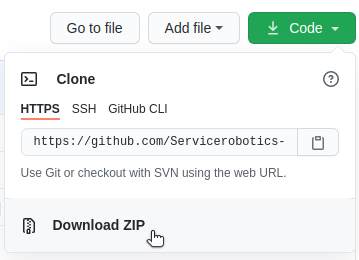 Go to file Add file Code
Clone
HTTPS SSH GitHub CLI
https://github.com/Servicerobotics-
Use Git or checkout with SVN using the web URL.
Download ZIP